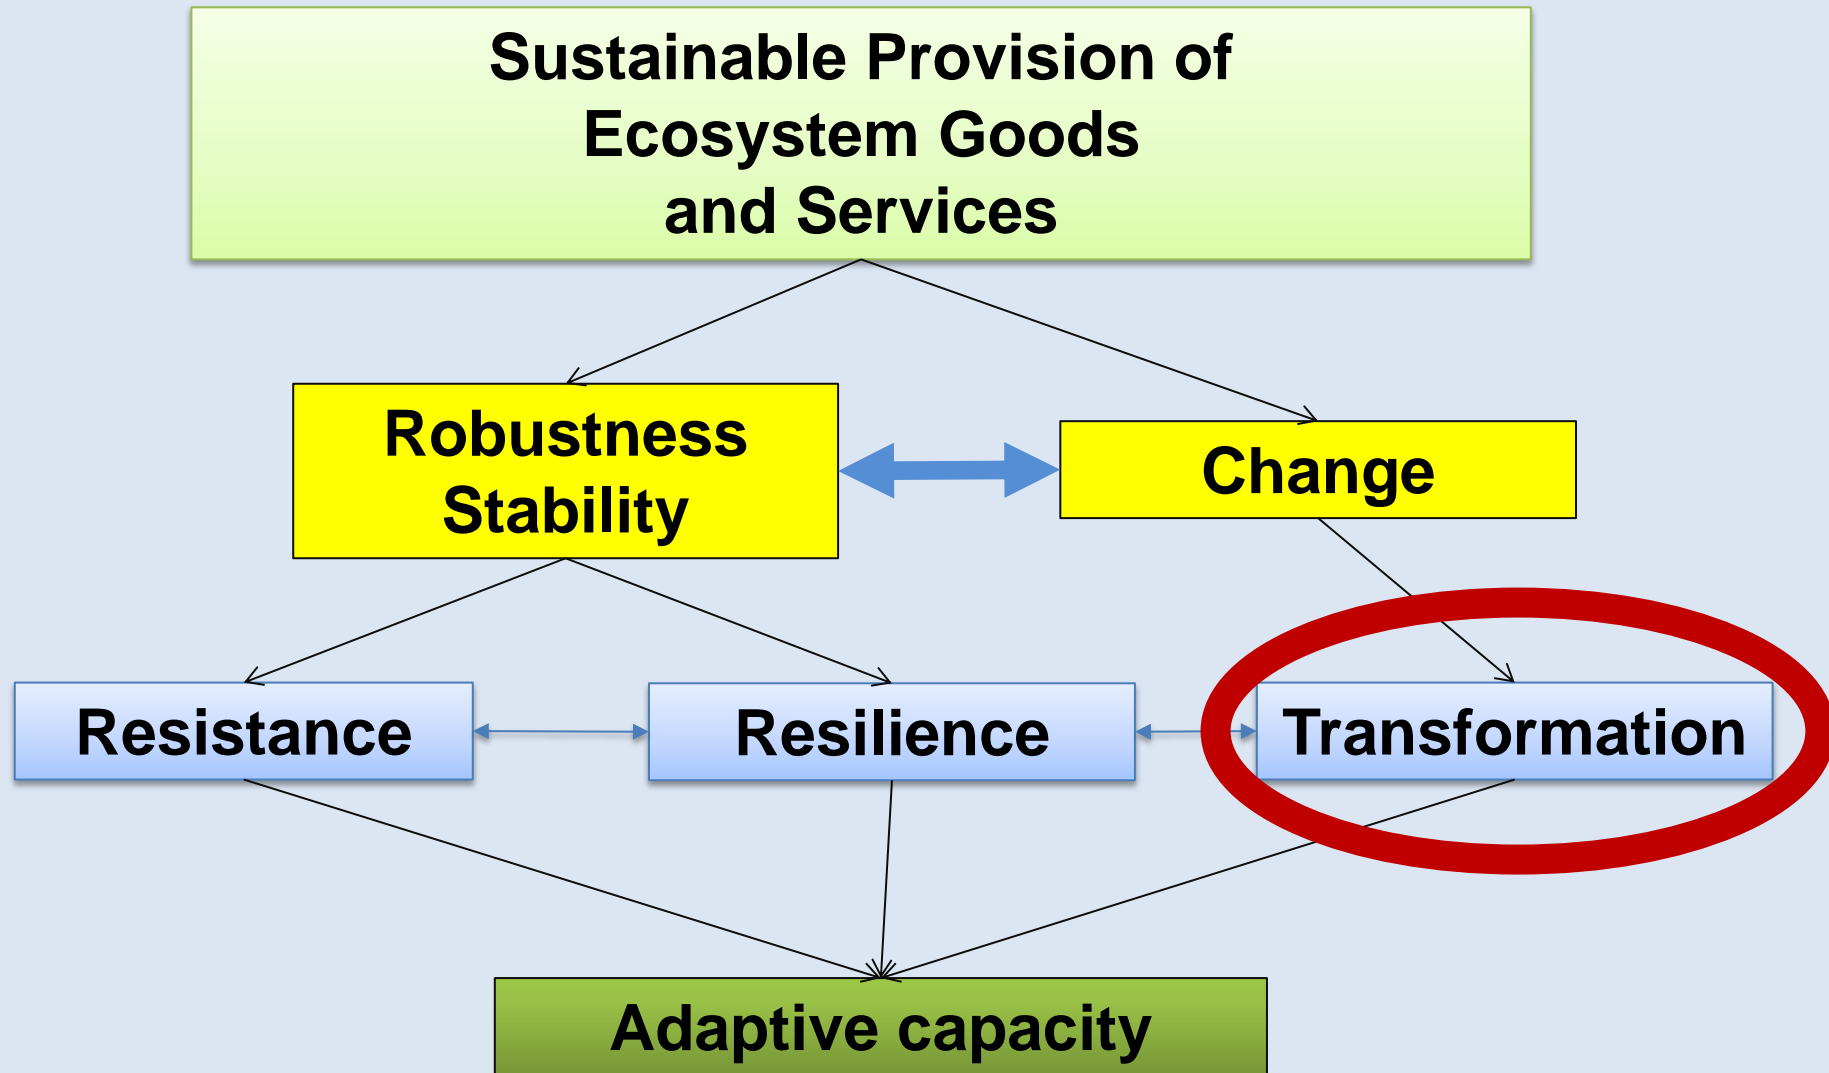 Sustainable Provision of
Ecosystem Goods
and Services
Robustness
Stability
Change
Resistance
Resilience
Transformation
Adaptive capacity